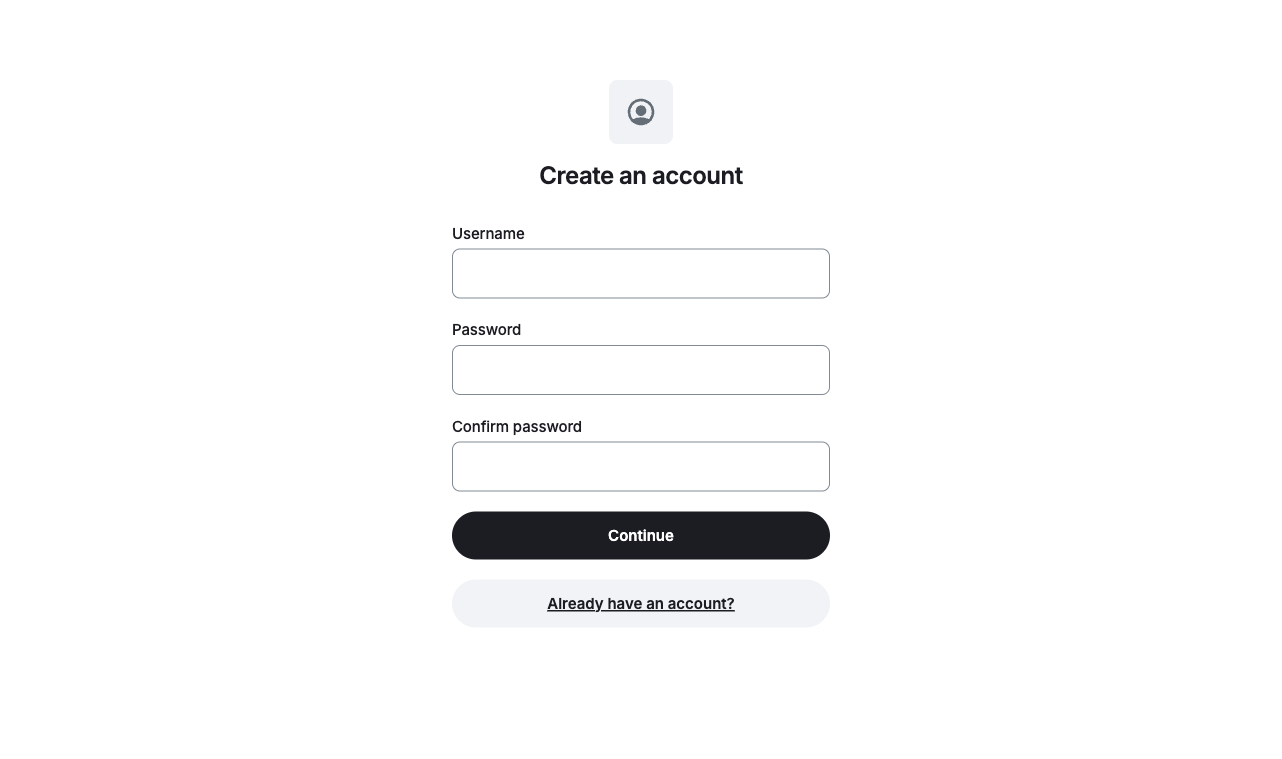 Create an account
Username
Password
Confirm password
Continue
Already have an account?